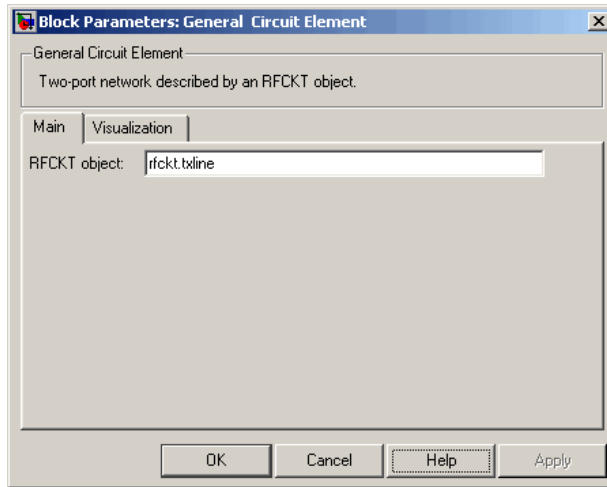 Block Parameters: General Circuit Element
General Circuit Element
Two-port network described by an RFCKT object.
Main Visualization
RFCKT object: rfckt.txline
OK Cancel Help Apply